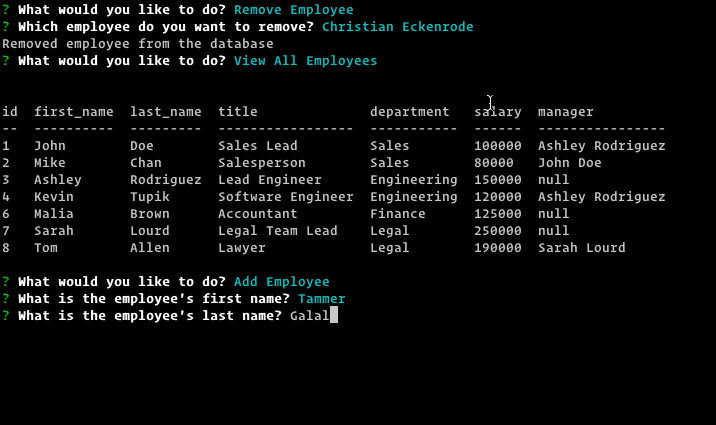 ? What would you like to do? Remove Employee
? Which employee do you want to remove? Christian Eckenrode
Removed employee from the database
? What would you like to do? View All Employees
id  first_name  last_name  title              department   salary  manager
--  ----------  ---------  -----------------  -----------  ------  ----------------
1   John        Doe        Sales Lead         Sales        100000  Ashley Rodriguez
2   Mike        Chan       Salesperson        Sales        80000   John Doe
3   Ashley      Rodriguez  Lead Engineer      Engineering  150000  null
4   Kevin       Tupik      Software Engineer  Engineering  120000  Ashley Rodriguez
6   Malia       Brown      Accountant         Finance      125000  null
7   Sarah       Lourd      Legal Team Lead    Legal        250000  null
8   Tom         Allen      Lawyer             Legal        190000  Sarah Lourd
? What would you like to do? Add Employee
? What is the employee's first name? Tammer
? What is the employee's last name? Galal